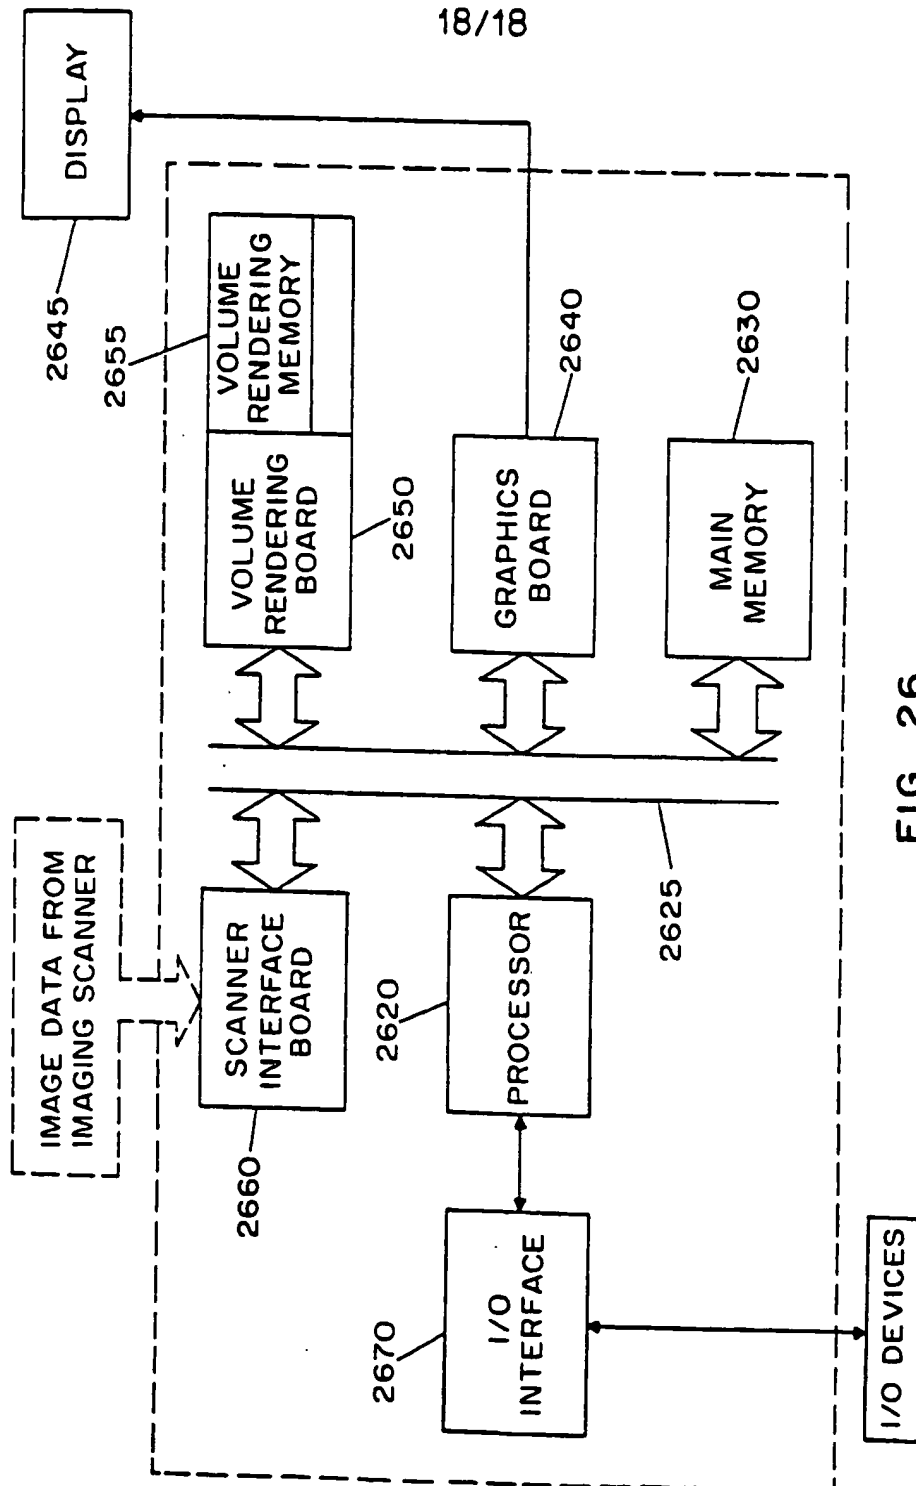 18/18
IMAGE DATA FROM
IMAGING SCANNER
DISPLAY
2645
2655
VOLUME
RENDERING
MEMORY
VOLUME
RENDERING
BOARD
2650
SCANNER
INTERFACE
BOARD
2660
2620
PROCESSOR
2625
GRAPHICS
BOARD
2640
MAIN
MEMORY
2630
2670
I/O
INTERFACE
I/O DEVICES
FIG. 26